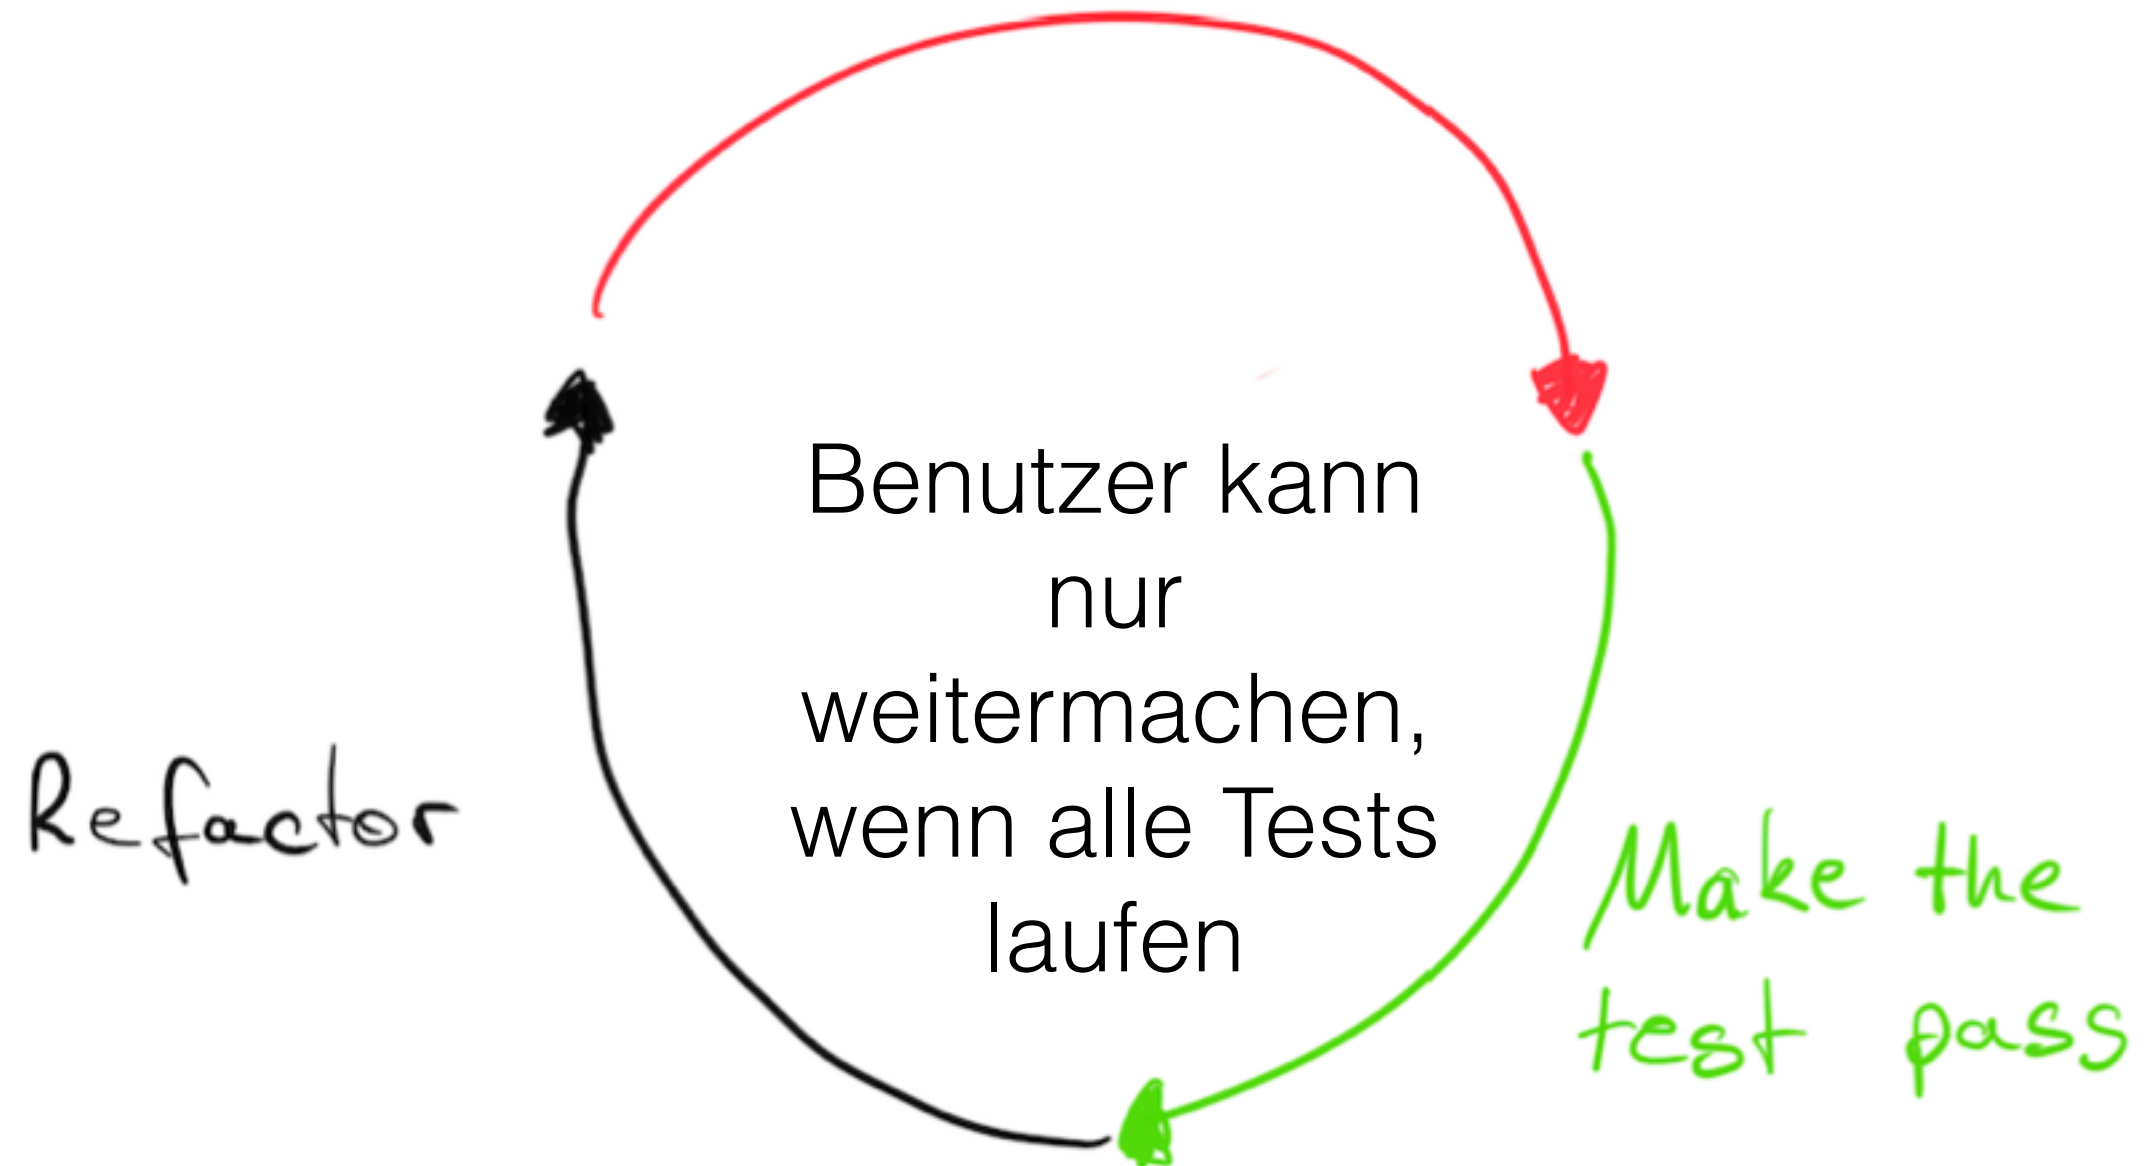 Benutzer kann
nur
weitermachen,
wenn alle Tests
laufen
Refactor
Make the
test pass